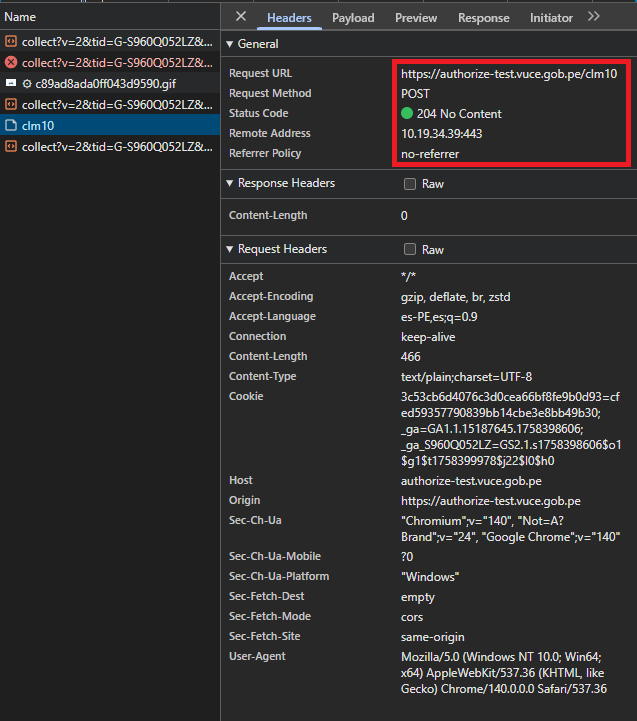 Name
collect?v=2&tid=G-S960Q052LZ&...
collect?v=2&tid=G-S960Q052LZ&...
c89ad8ada0ff043d9590.gif
collect?v=2&tid=G-S960Q052LZ&...
clm10
collect?v=2&tid=G-S960Q052LZ&...
Headers Payload Preview Response Initiator
General
Request URL https://authorize-test.vuce.gob.pe/clm10
Request Method POST
Status Code 204 No Content
Remote Address 10.19.34.39:443
Referrer Policy no-referrer
Response Headers Raw
Content-Length 0
Request Headers Raw
Accept */*
Accept-Encoding gzip, deflate, br, zstd
Accept-Language es-PE,es;q=0.9
Connection keep-alive
Content-Length 466
Content-Type text/plain;charset=UTF-8
Cookie 3c53cb6d4076c3d0cea66bf8fe9b0d93=cf
ed59357790839bb14cbe3e8bb49b30;
_ga=GA1.1.15187645.1758398606;
_ga_S960Q052LZ=GS2.1.s1758398606$o1
$g1$t1758399978$j22$l0$h0
Host authorize-test.vuce.gob.pe
Origin https://authorize-test.vuce.gob.pe
Sec-Ch-Ua "Chromium";v="140", "Not=A?
Brand";v="24", "Google Chrome";v="140"
Sec-Ch-Ua-Mobile ?0
Sec-Ch-Ua-Platform "Windows"
Sec-Fetch-Dest empty
Sec-Fetch-Mode cors
Sec-Fetch-Site same-origin
User-Agent Mozilla/5.0 (Windows NT 10.0; Win64;
x64) AppleWebKit/537.36 (KHTML, like
Gecko) Chrome/140.0.0.0 Safari/537.36